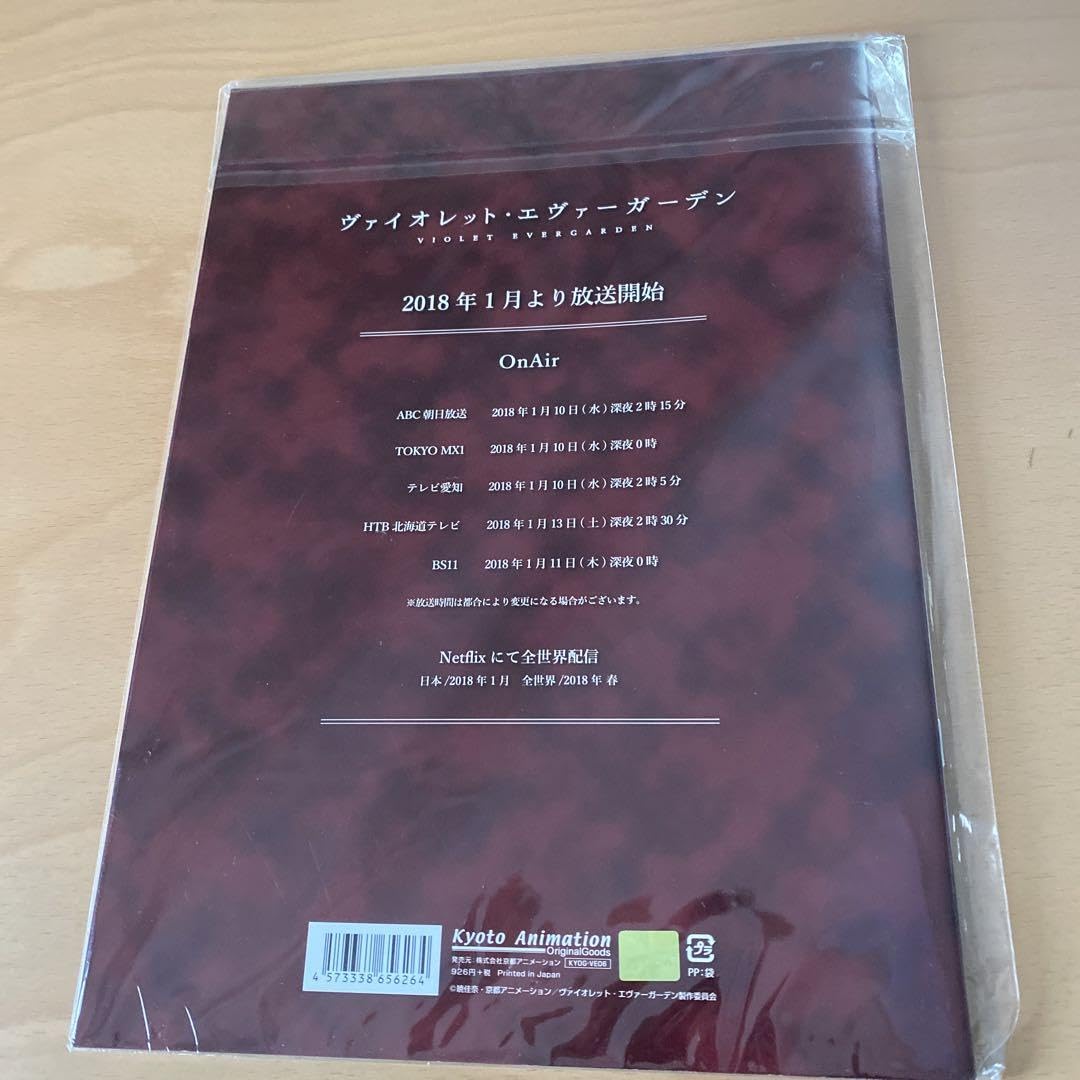 ヴァイオレット・エヴァーガーデン
VIOLET EVERGARDEN
2018年1月より放送開始
OnAir
ABC朝日放送 2018年1月10日(水)深夜2時15分
TOKYO MX1 2018年1月10日(水)深夜0時
テレビ愛知 2018年1月10日(水)深夜2時5分
HTB北海道テレビ 2018年1月13日(土)深夜2時30分
BS11 2018年1月11日(木)深夜0時
※放送時間は都合により変更になる場合がございます。
Netflixにて全世界配信
日本/2018年1月 全世界/2018年 春
4 573338 656264
Kyoto Animation
OriginalGoods
発売元:株式会社京都アニメーション KYOG-VE06
926円+税 Printed in Japan
プラ
PP:袋
©暁佳奈・京都アニメーション/ヴァイオレット・エヴァーガーデン製作委員会